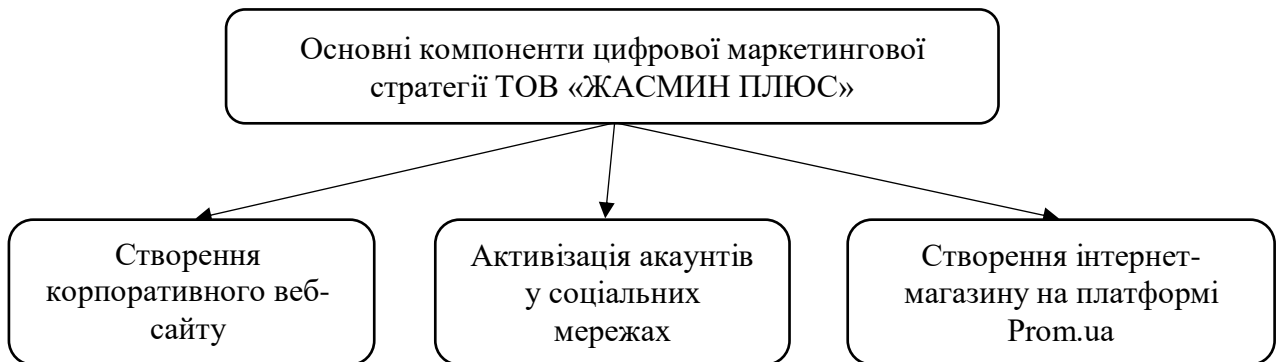 Основні компоненти цифрової маркетингової
стратегії ТОВ «ЖАСМИН ПЛЮС»
Створення
корпоративного веб-
сайту
Активізація акаунтів
у соціальних
мережах
Створення інтернет-
магазину на платформі
Prom.ua